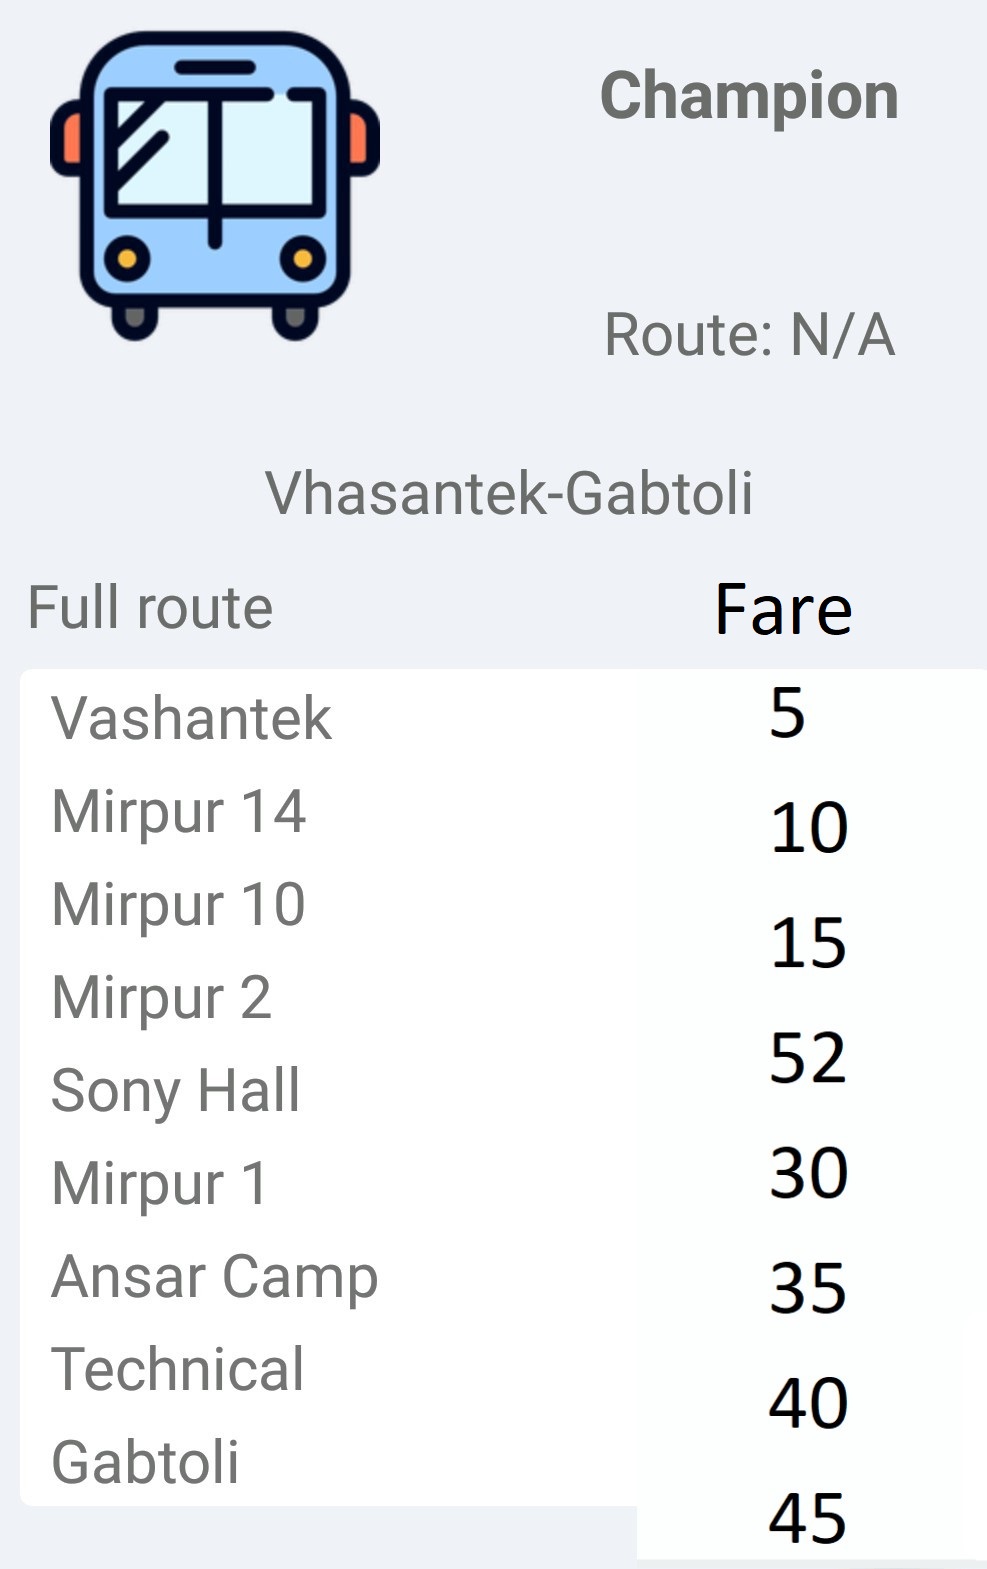 Champion
Route: N/A
Vhasantek-Gabtoli
Full route Fare
Vashantek 5
Mirpur 14 10
Mirpur 10 15
Mirpur 2 52
Sony Hall 30
Mirpur 1 35
Ansar Camp 40
Technical 45
Gabtoli